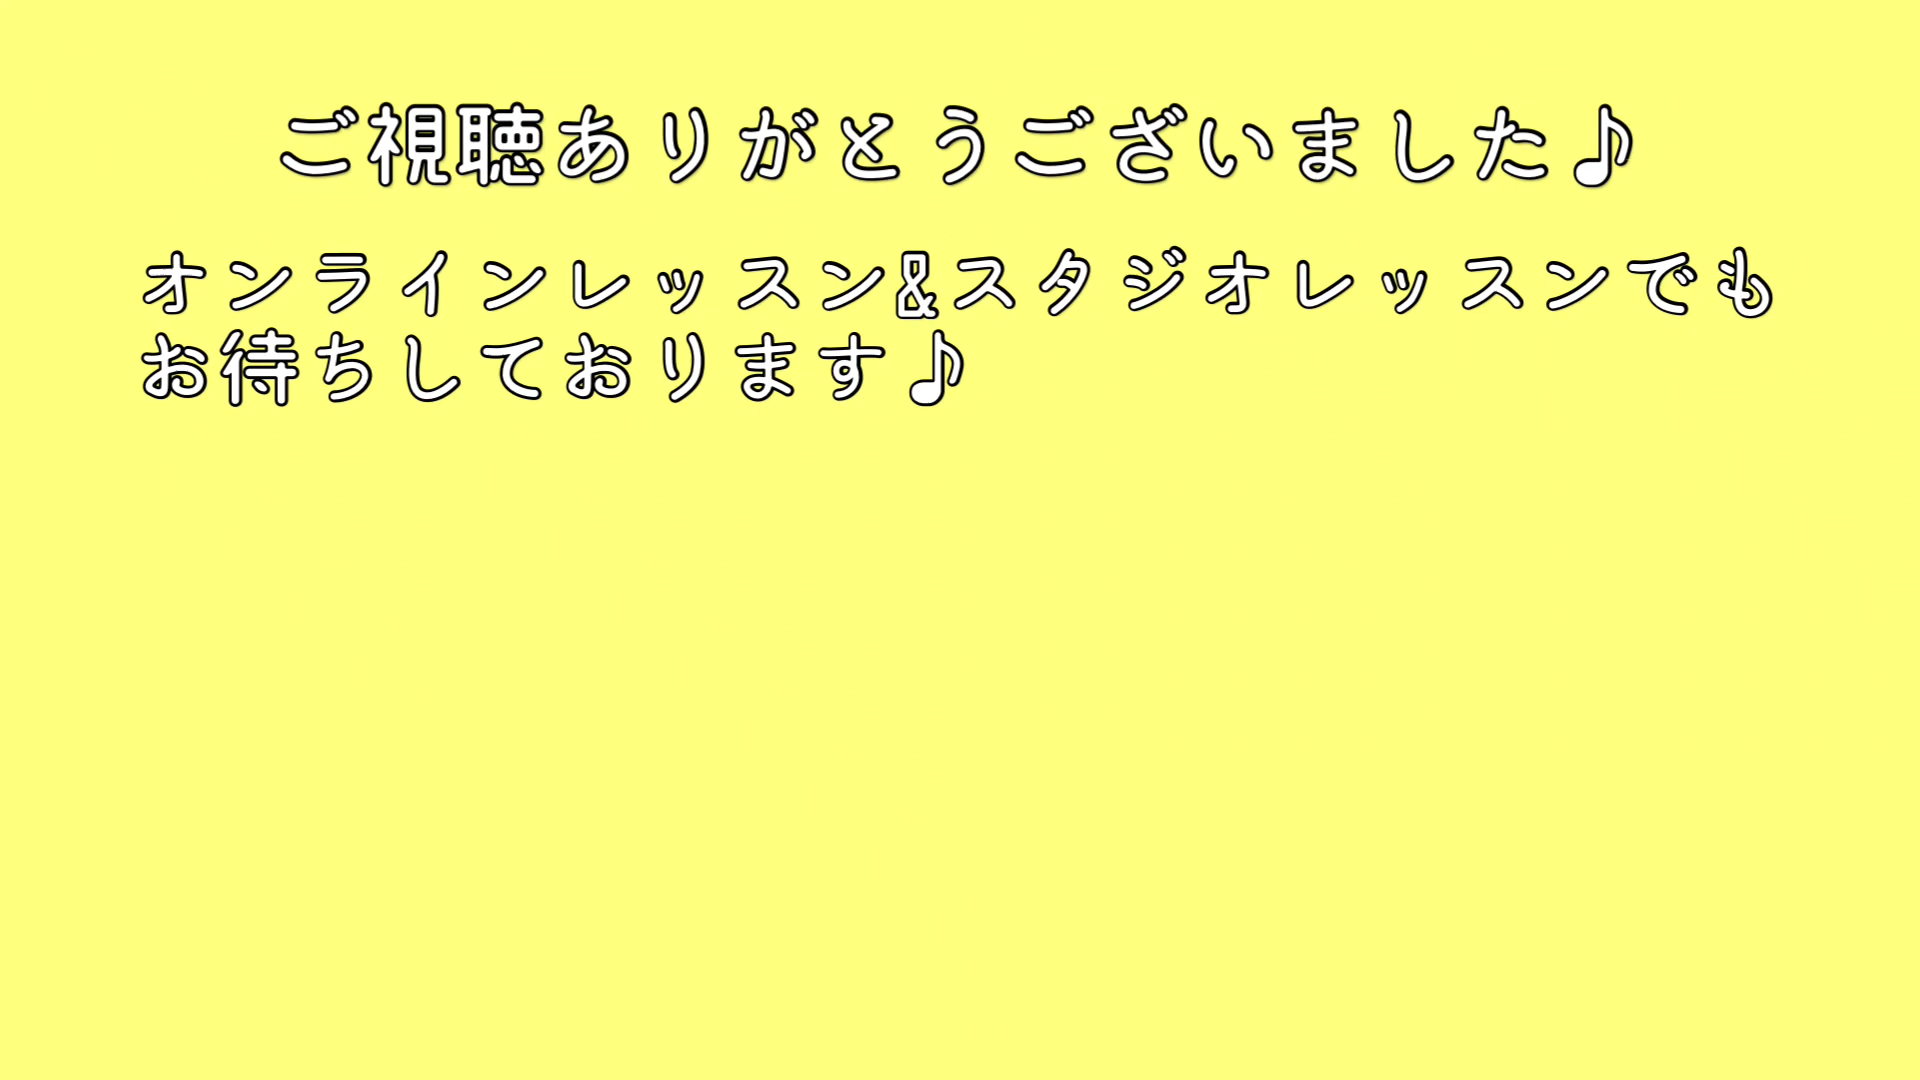 ご視聴ありがとうございました♪
オンラインレッスン&スタジオレッスンでも
お待ちしております♪